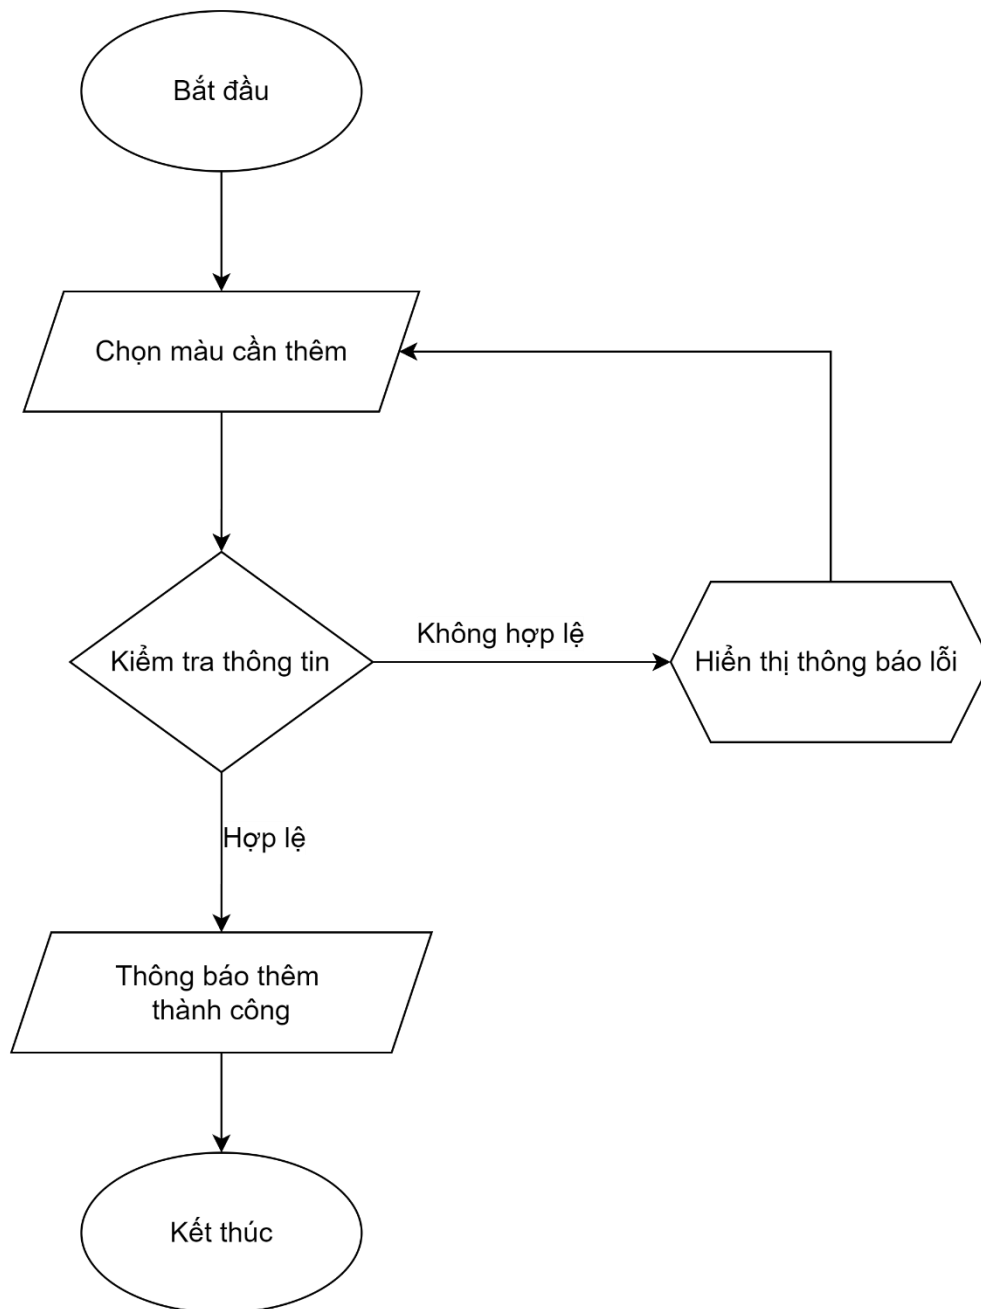 Bắt đầu
Chọn màu cần thêm
Kiểm tra thông tin
Không hợp lệ
Hiển thị thông báo lỗi
Hợp lệ
Thông báo thêm
thành công
Kết thúc